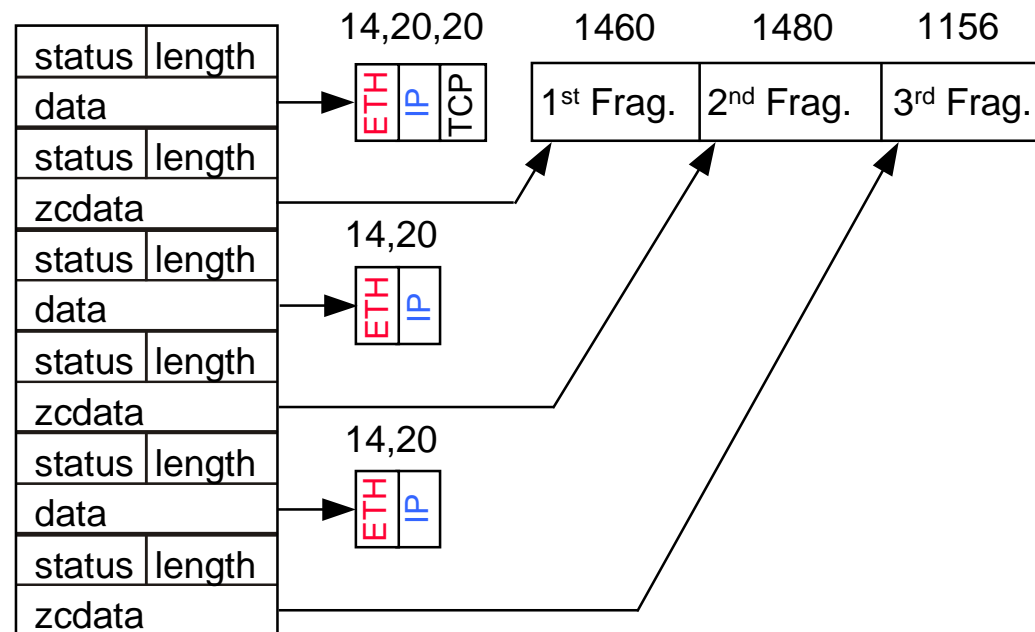 14,20,20 1460 1480 1156
status length
data
ETH IP TCP
1st Frag. 2nd Frag. 3rd Frag.
status length
zcdata
14,20
status length
data
ETH IP
status length
zcdata
14,20
status length
data
ETH IP
status length
zcdata